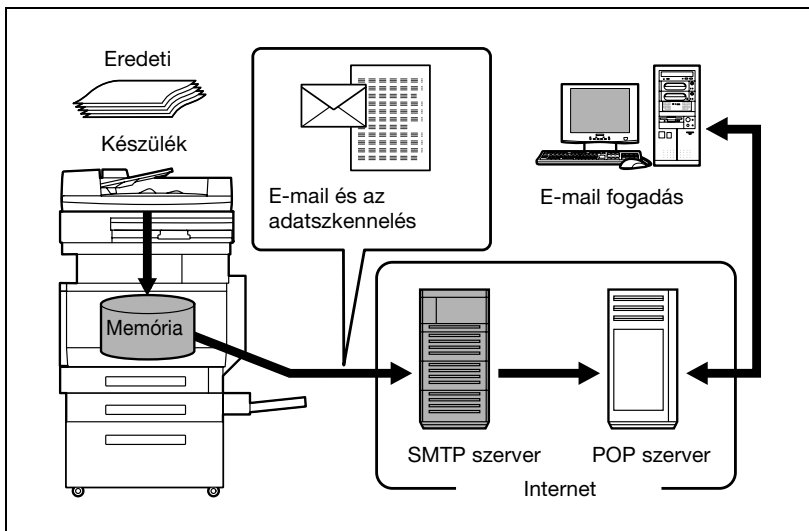 Eredeti
Készülék
Memória
E-mail és az
adatszkennelés
E-mail fogadás
SMTP szerver
POP szerver
Internet